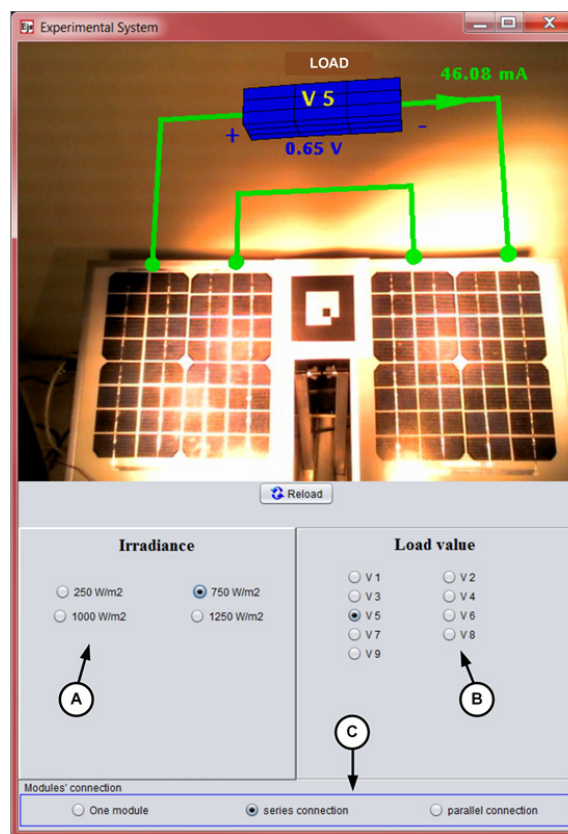 Ejs Experimental System
LOAD
46.08 mA
V 5
+ -
0.65 V
Reload
Irradiance
250 W/m2 750 W/m2
1000 W/m2 1250 W/m2
A
Load value
V 1 V 2
V 3 V 4
V 5 V 6
V 7 V 8
V 9
B
C
Modules' connection
One module series connection parallel connection